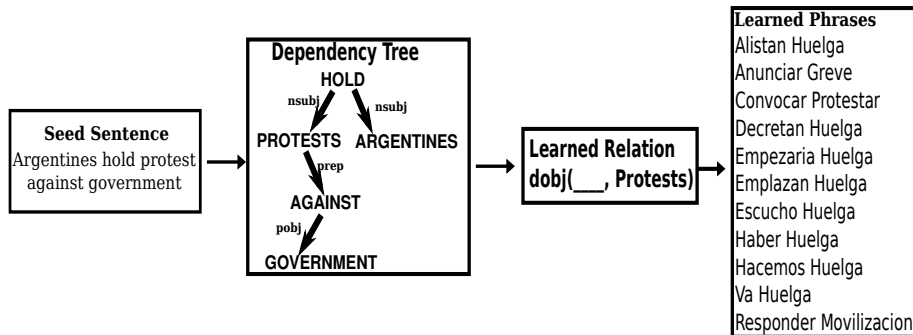 Seed Sentence
Argentines hold protest
against government
Dependency Tree
HOLD
nsubj
nsubj
PROTESTS
ARGENTINES
prep
AGAINST
pobj
GOVERNMENT
Learned Relation
dobj(____, Protests)
Learned Phrases
Alistan Huelga
Anunciar Greve
Convocar Protestar
Decretan Huelga
Empezaria Huelga
Emplazan Huelga
Escucho Huelga
Haber Huelga
Hacemos Huelga
Va Huelga
Responder Movilizacion